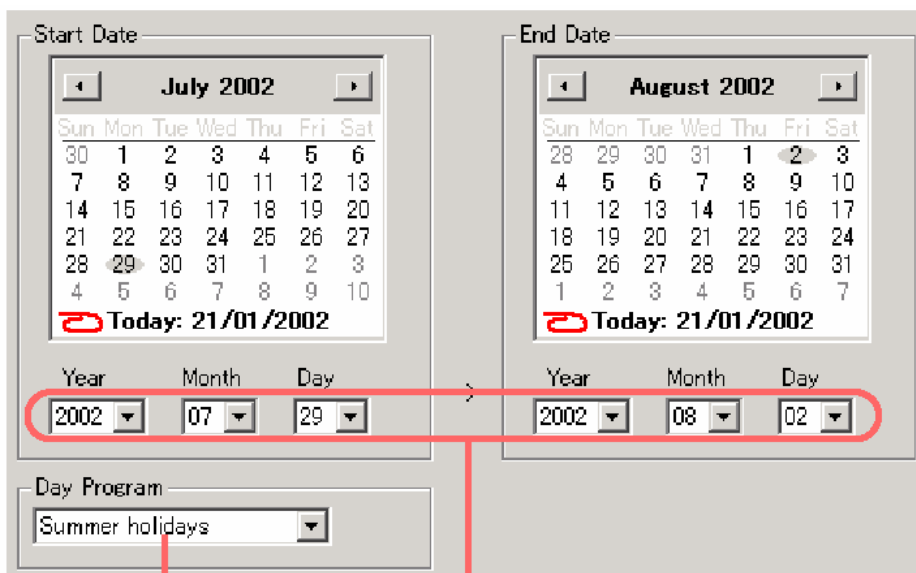 Start Date
July 2002
Sun Mon Tue Wed Thu Fri Sat
30 1 2 3 4 5 6
7 8 9 10 11 12 13
14 15 16 17 18 19 20
21 22 23 24 25 26 27
28 29 30 31 1 2 3
4 5 6 7 8 9 10
Today: 21/01/2002
Year Month Day
2002 07 29
>
End Date
August 2002
Sun Mon Tue Wed Thu Fri Sat
28 29 30 31 1 2 3
4 5 6 7 8 9 10
11 12 13 14 15 16 17
18 19 20 21 22 23 24
25 26 27 28 29 30 31
1 2 3 4 5 6 7
Today: 21/01/2002
Year Month Day
2002 08 02
Day Program
Summer holidays